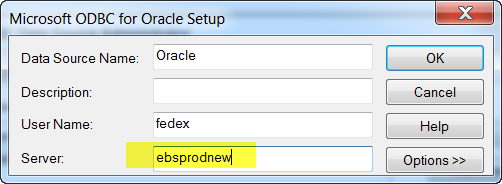 Microsoft ODBC for Oracle Setup
Data Source Name: Oracle OK
Description: Cancel
User Name: fedex Help
Server: ebsprodnew Options >>